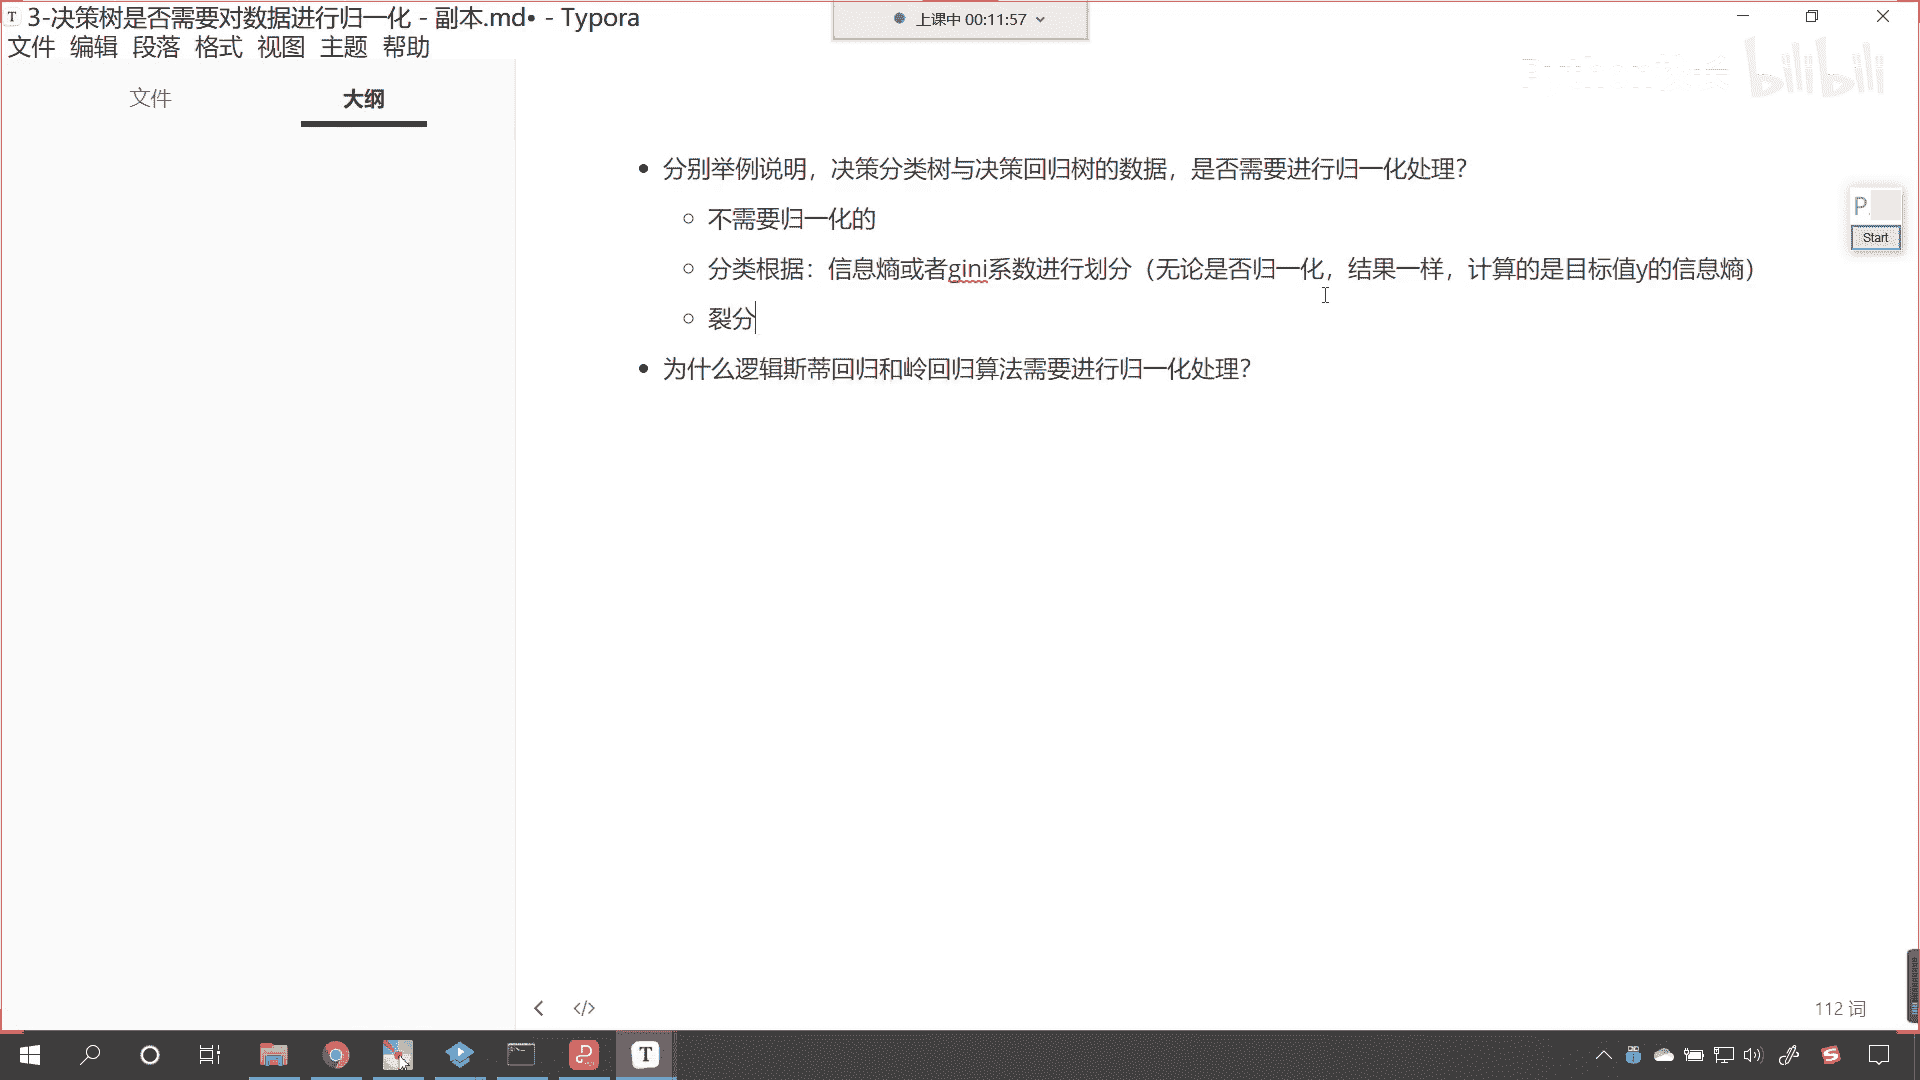 T 3-决策树是否需要对数据进行归一化 - 副本.md• - Typora
上课中 00:11:57
文件 编辑 段落 格式 视图 主题 帮助
bilibili
文件 大纲
分别举例说明，决策分类树与决策回归树的数据，是否需要进行归一化处理？
不需要归一化的
P.
Start
分类根据：信息熵或者gini系数进行划分（无论是否归一化，结果一样，计算的是目标值y的信息熵）
裂分
为什么逻辑斯蒂回归和岭回归算法需要进行归一化处理？
</>
112 词